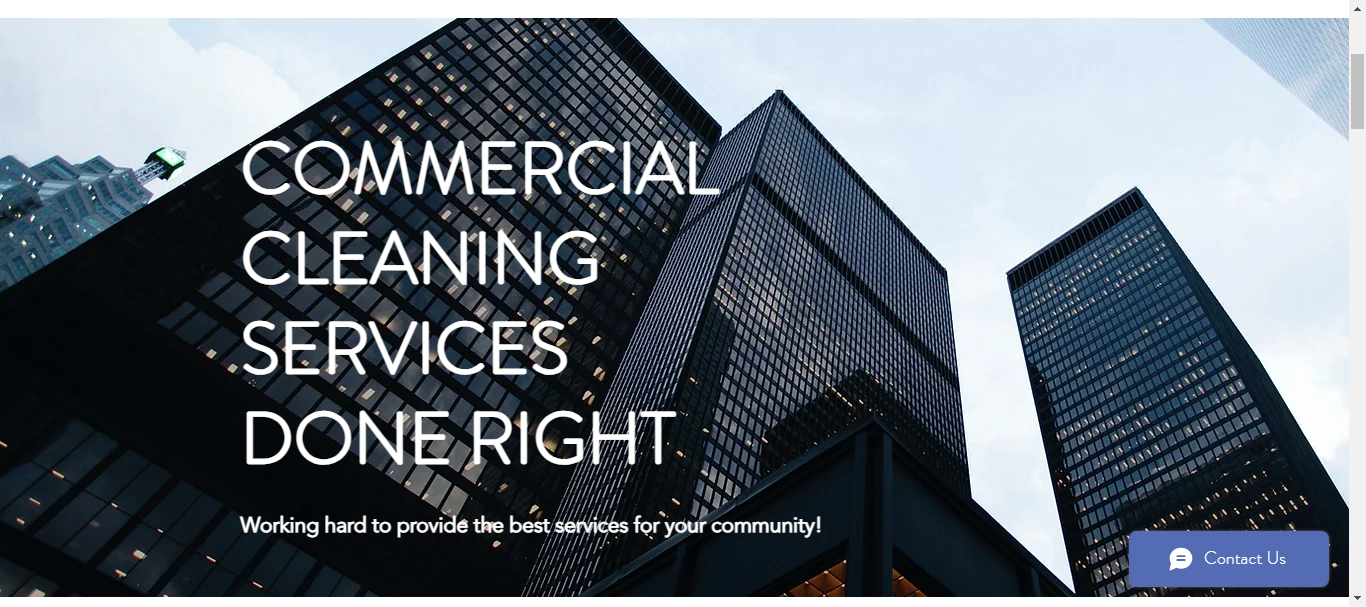 COMMERCIAL
CLEANING
SERVICES
DONE RIGHT
Working hard to provide the best services for your community!
Contact Us